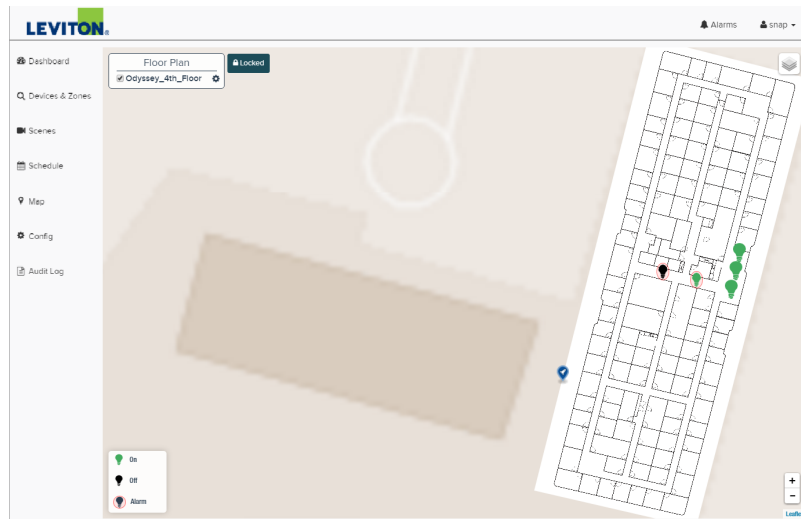 LEVITON
Alarms
snap
Dashboard
Devices & Zones
Scenes
Schedule
Map
Config
Audit Log
Floor Plan
Odyssey_4th_Floor
Locked
On
Off
Alarm
+
−